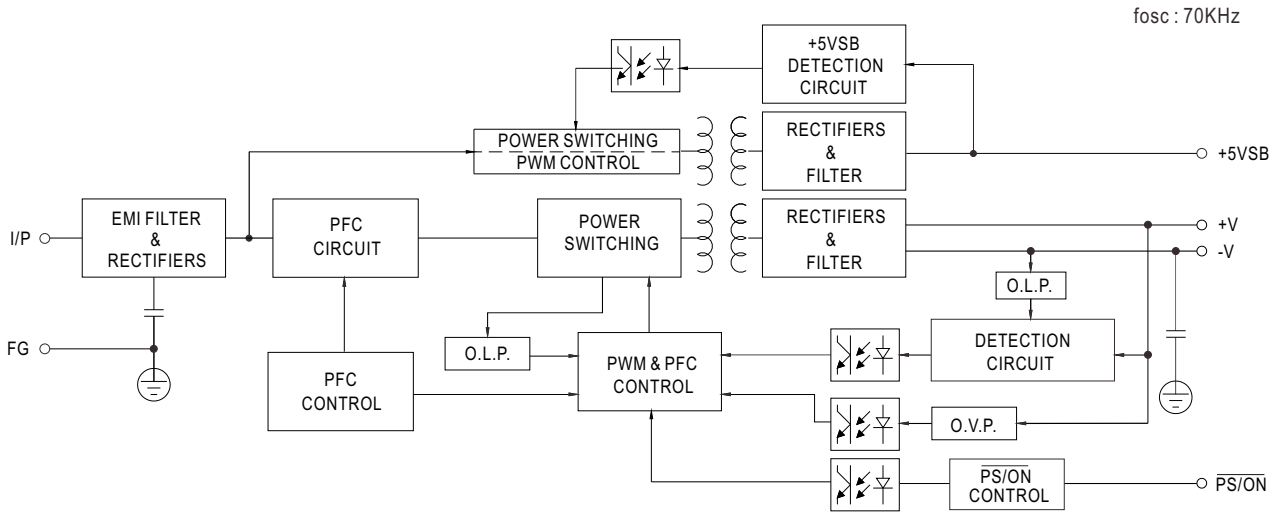 fosc : 70KHz
+5VSB
DETECTION
CIRCUIT
POWER SWITCHING
PWM CONTROL
RECTIFIERS
&
FILTER
+5VSB
I/P
EMI FILTER
&
RECTIFIERS
PFC
CIRCUIT
POWER
SWITCHING
RECTIFIERS
&
FILTER
+V
-V
O.L.P.
FG
PFC
CONTROL
O.L.P.
PWM & PFC
CONTROL
DETECTION
CIRCUIT
O.V.P.
PS/ON
CONTROL
PS/ON